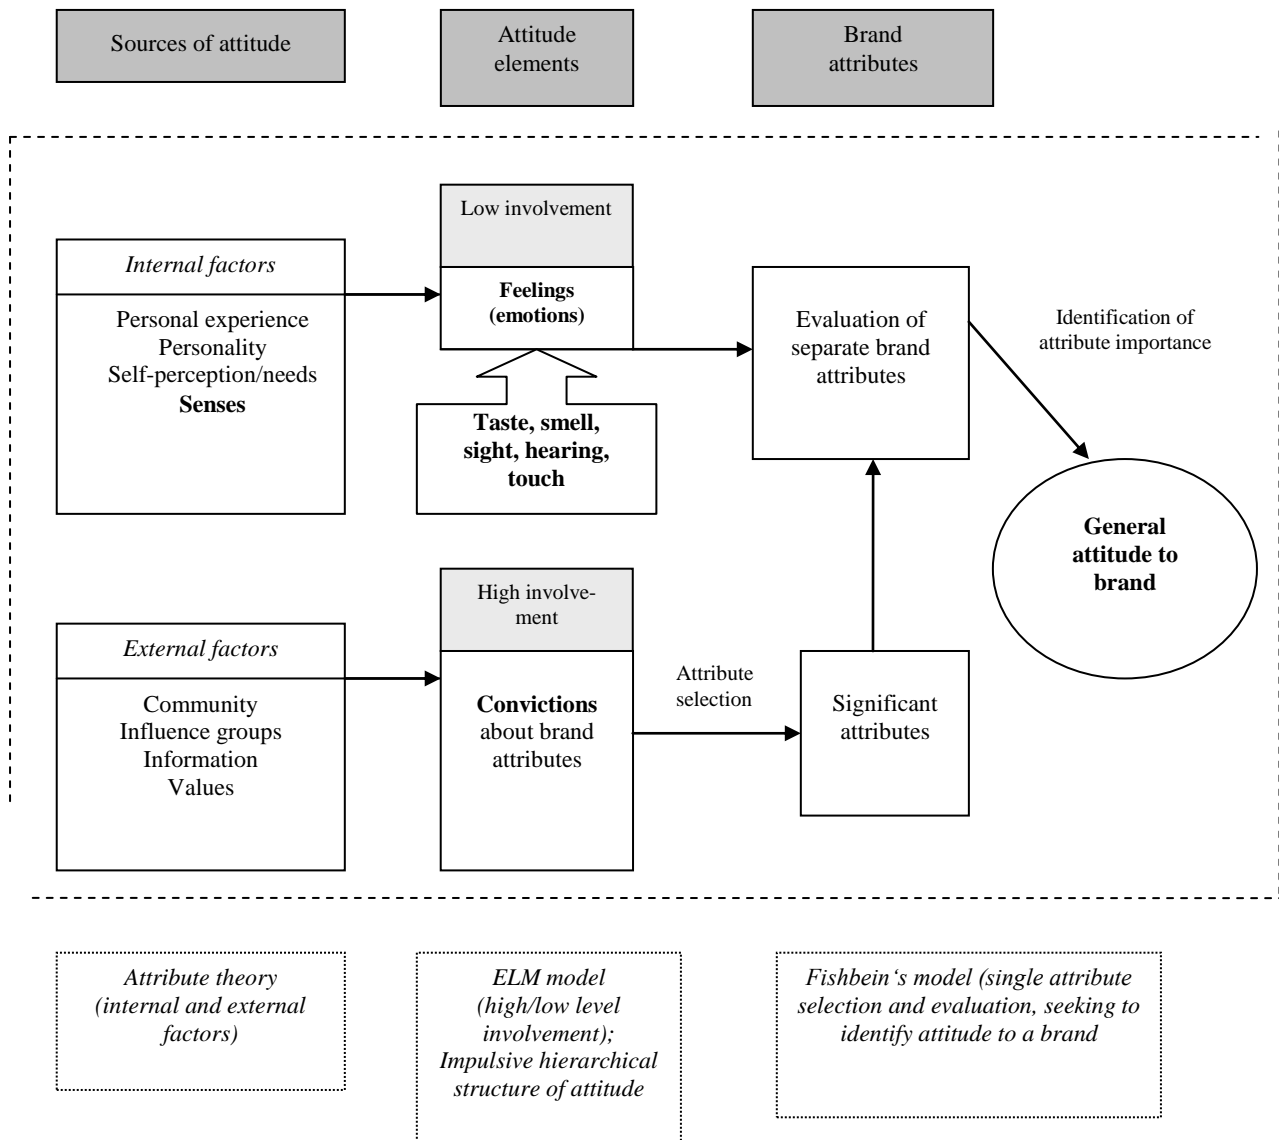 Sources of attitude
Attitude
elements
Brand
attributes
Low involvement
Internal factors
Personal experience
Personality
Self-perception/needs
Senses
Feelings
(emotions)
Taste, smell,
sight, hearing,
touch
Evaluation of
separate brand
attributes
Identification of
attribute importance
General
attitude to
brand
High involve-
ment
External factors
Community
Influence groups
Information
Values
Convictions
about brand
attributes
Attribute
selection
Significant
attributes
Attribute theory
(internal and external
factors)
ELM model
(high/low level
involvement);
Impulsive hierarchical
structure of attitude
Fishbein‘s model (single attribute
selection and evaluation, seeking to
identify attitude to a brand